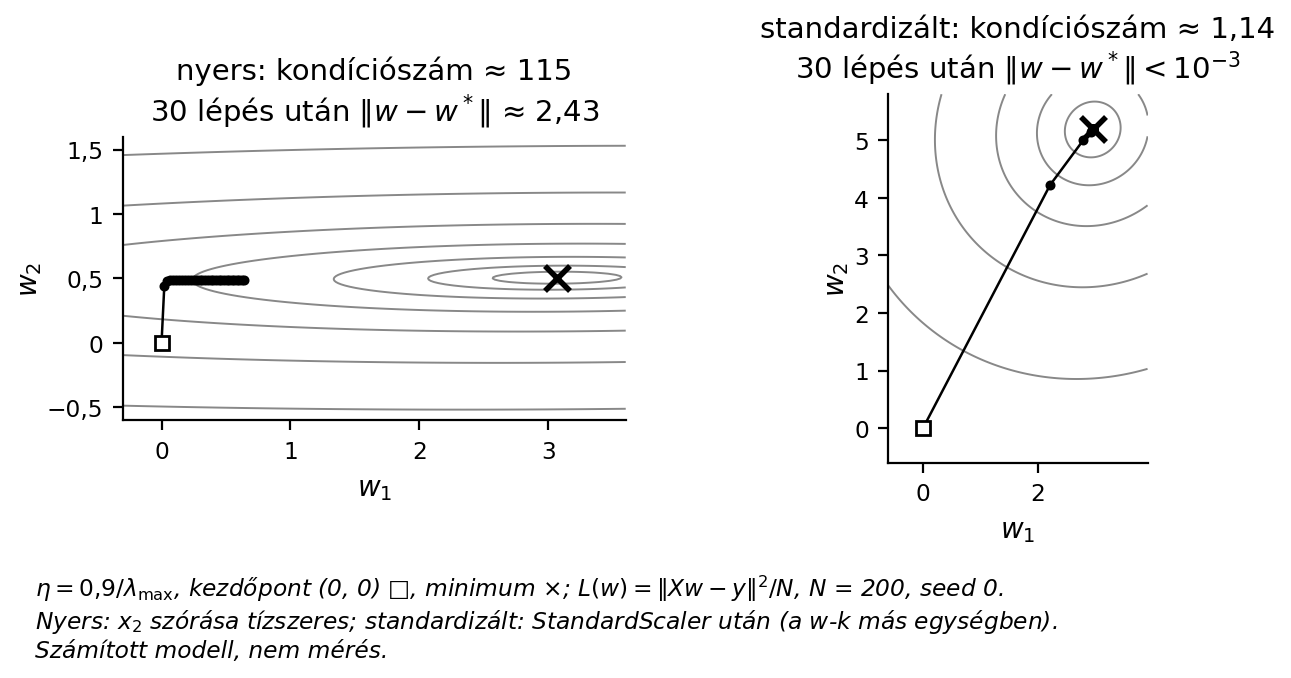 nyers: kondíciószám ≈ 115
30 lépés után ‖w − w*‖ ≈ 2,43
1,5
1
0,5
0
−0,5
w₂
0
1
2
3
w₁
standardizált: kondíciószám ≈ 1,14
30 lépés után ‖w − w*‖ < 10⁻³
5
4
3
2
1
0
w₂
0
2
w₁
η = 0,9/λmax, kezdőpont (0, 0) □, minimum ×; L(w) = ‖Xw − y‖²/N, N = 200, seed 0.
Nyers: x₂ szórása tízszeres; standardizált: StandardScaler után (a w-k más egységben).
Számított modell, nem mérés.